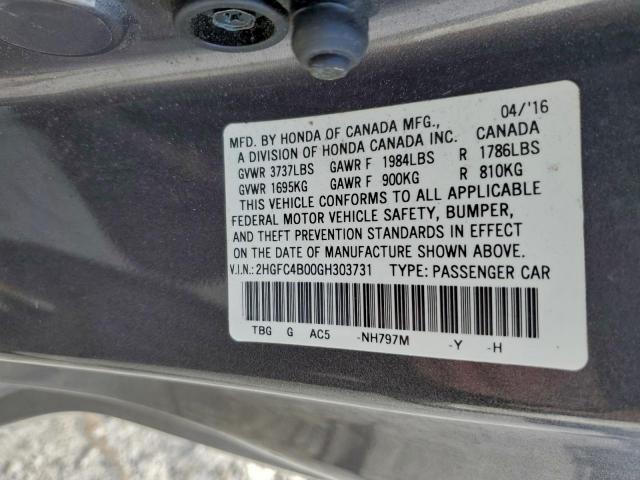 04/'16
MFD. BY HONDA OF CANADA MFG.,
A DIVISION OF HONDA CANADA INC. CANADA
GVWR 3737LBS GAWR F 1984LBS R 1786LBS
GVWR 1695KG GAWR F 900KG R 810KG
THIS VEHICLE CONFORMS TO ALL APPLICABLE
FEDERAL MOTOR VEHICLE SAFETY, BUMPER,
AND THEFT PREVENTION STANDARDS IN EFFECT
ON THE DATE OF MANUFACTURE SHOWN ABOVE.
V.I.N.: 2HGFC4B00GH303731 TYPE: PASSENGER CAR
TBG G AC5 -NH797M -Y -H